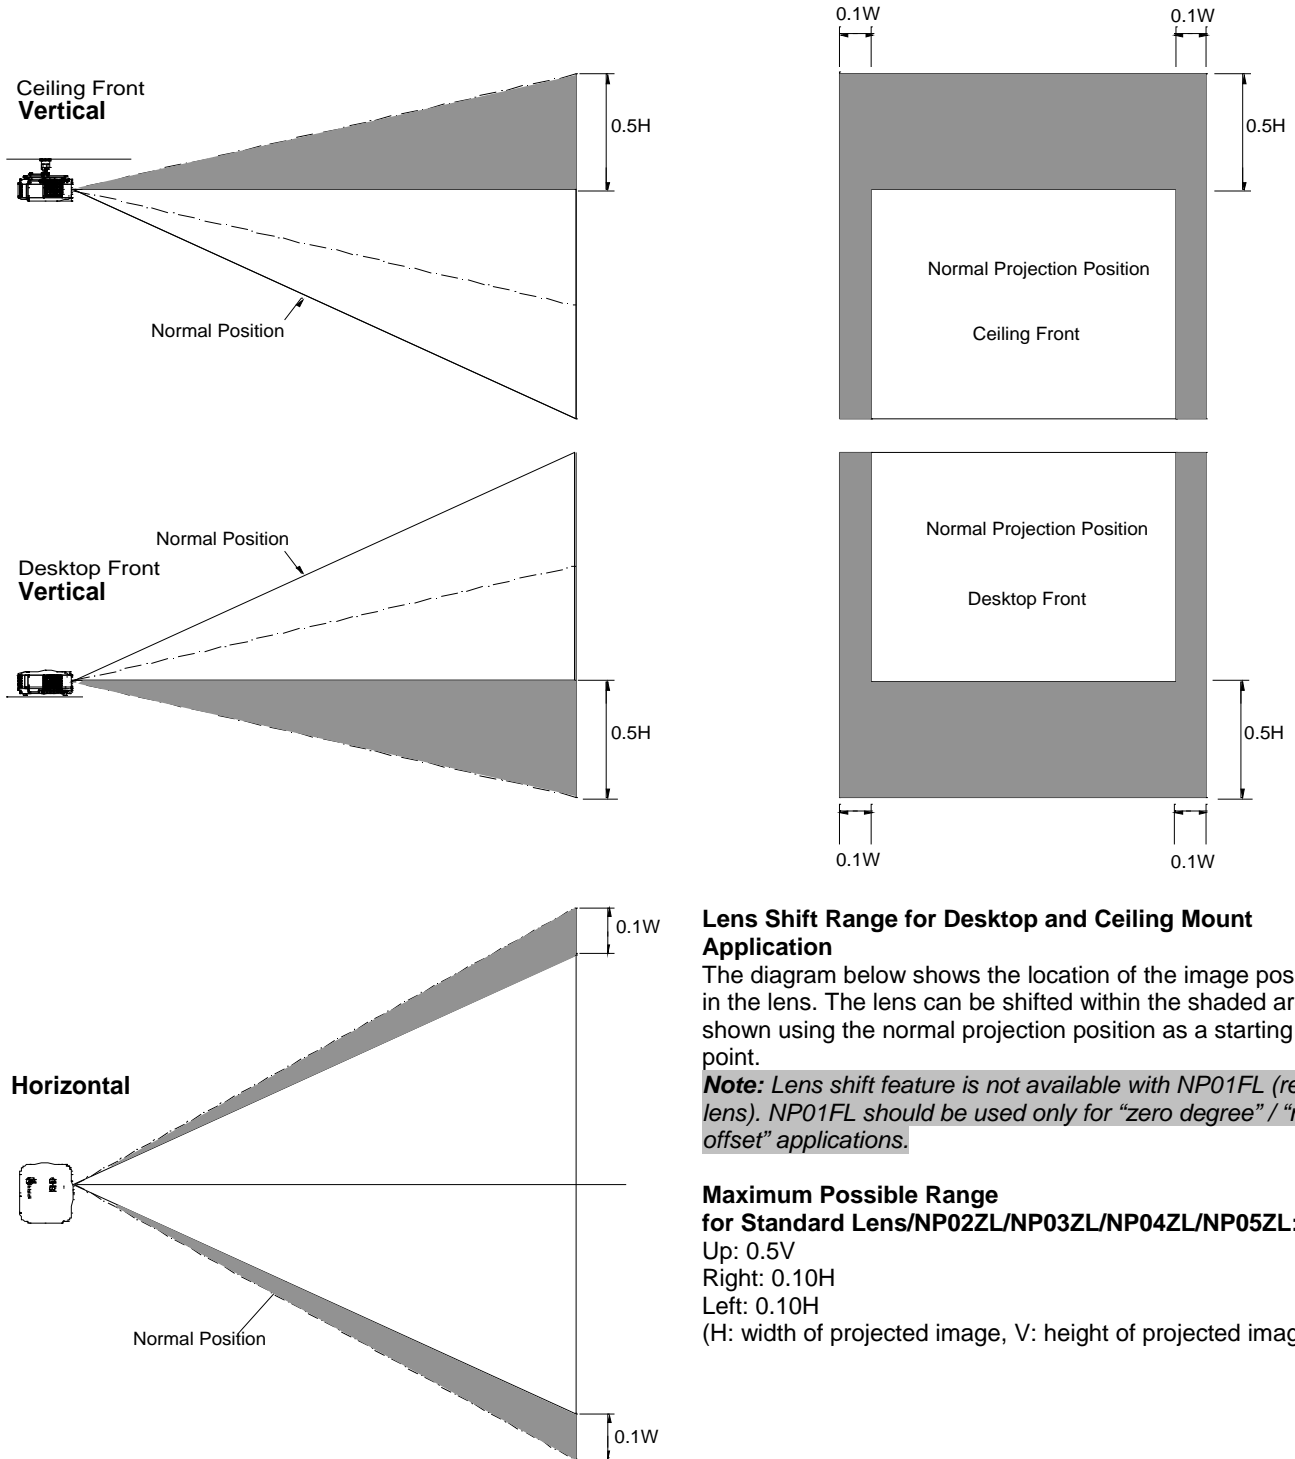 0.1W
0.1W
Ceiling Front
Vertical
0.5H
0.5H
Normal Projection Position
Ceiling Front
Normal Position
Normal Position
Desktop Front
Vertical
Normal Projection Position
Desktop Front
0.5H
0.5H
0.1W
0.1W
0.1W
Horizontal
Normal Position
0.1W
Lens Shift Range for Desktop and Ceiling Mount
Application
The diagram below shows the location of the image pos
in the lens. The lens can be shifted within the shaded ar
shown using the normal projection position as a starting
point.
Note: Lens shift feature is not available with NP01FL (re
lens). NP01FL should be used only for “zero degree” / “
offset” applications.
Maximum Possible Range
for Standard Lens/NP02ZL/NP03ZL/NP04ZL/NP05ZL:
Up: 0.5V
Right: 0.10H
Left: 0.10H
(H: width of projected image, V: height of projected imag